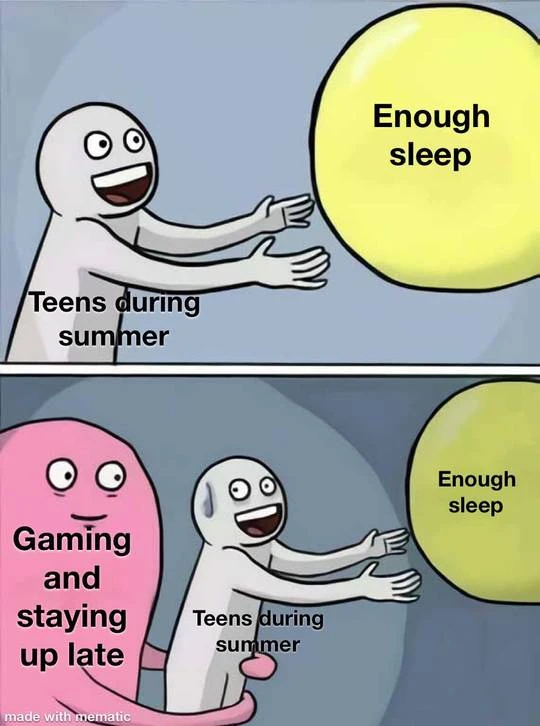 Enough
sleep
Teens during
summer
Enough
sleep
Gaming
and
staying
up late
Teens during
summer
made with mematic